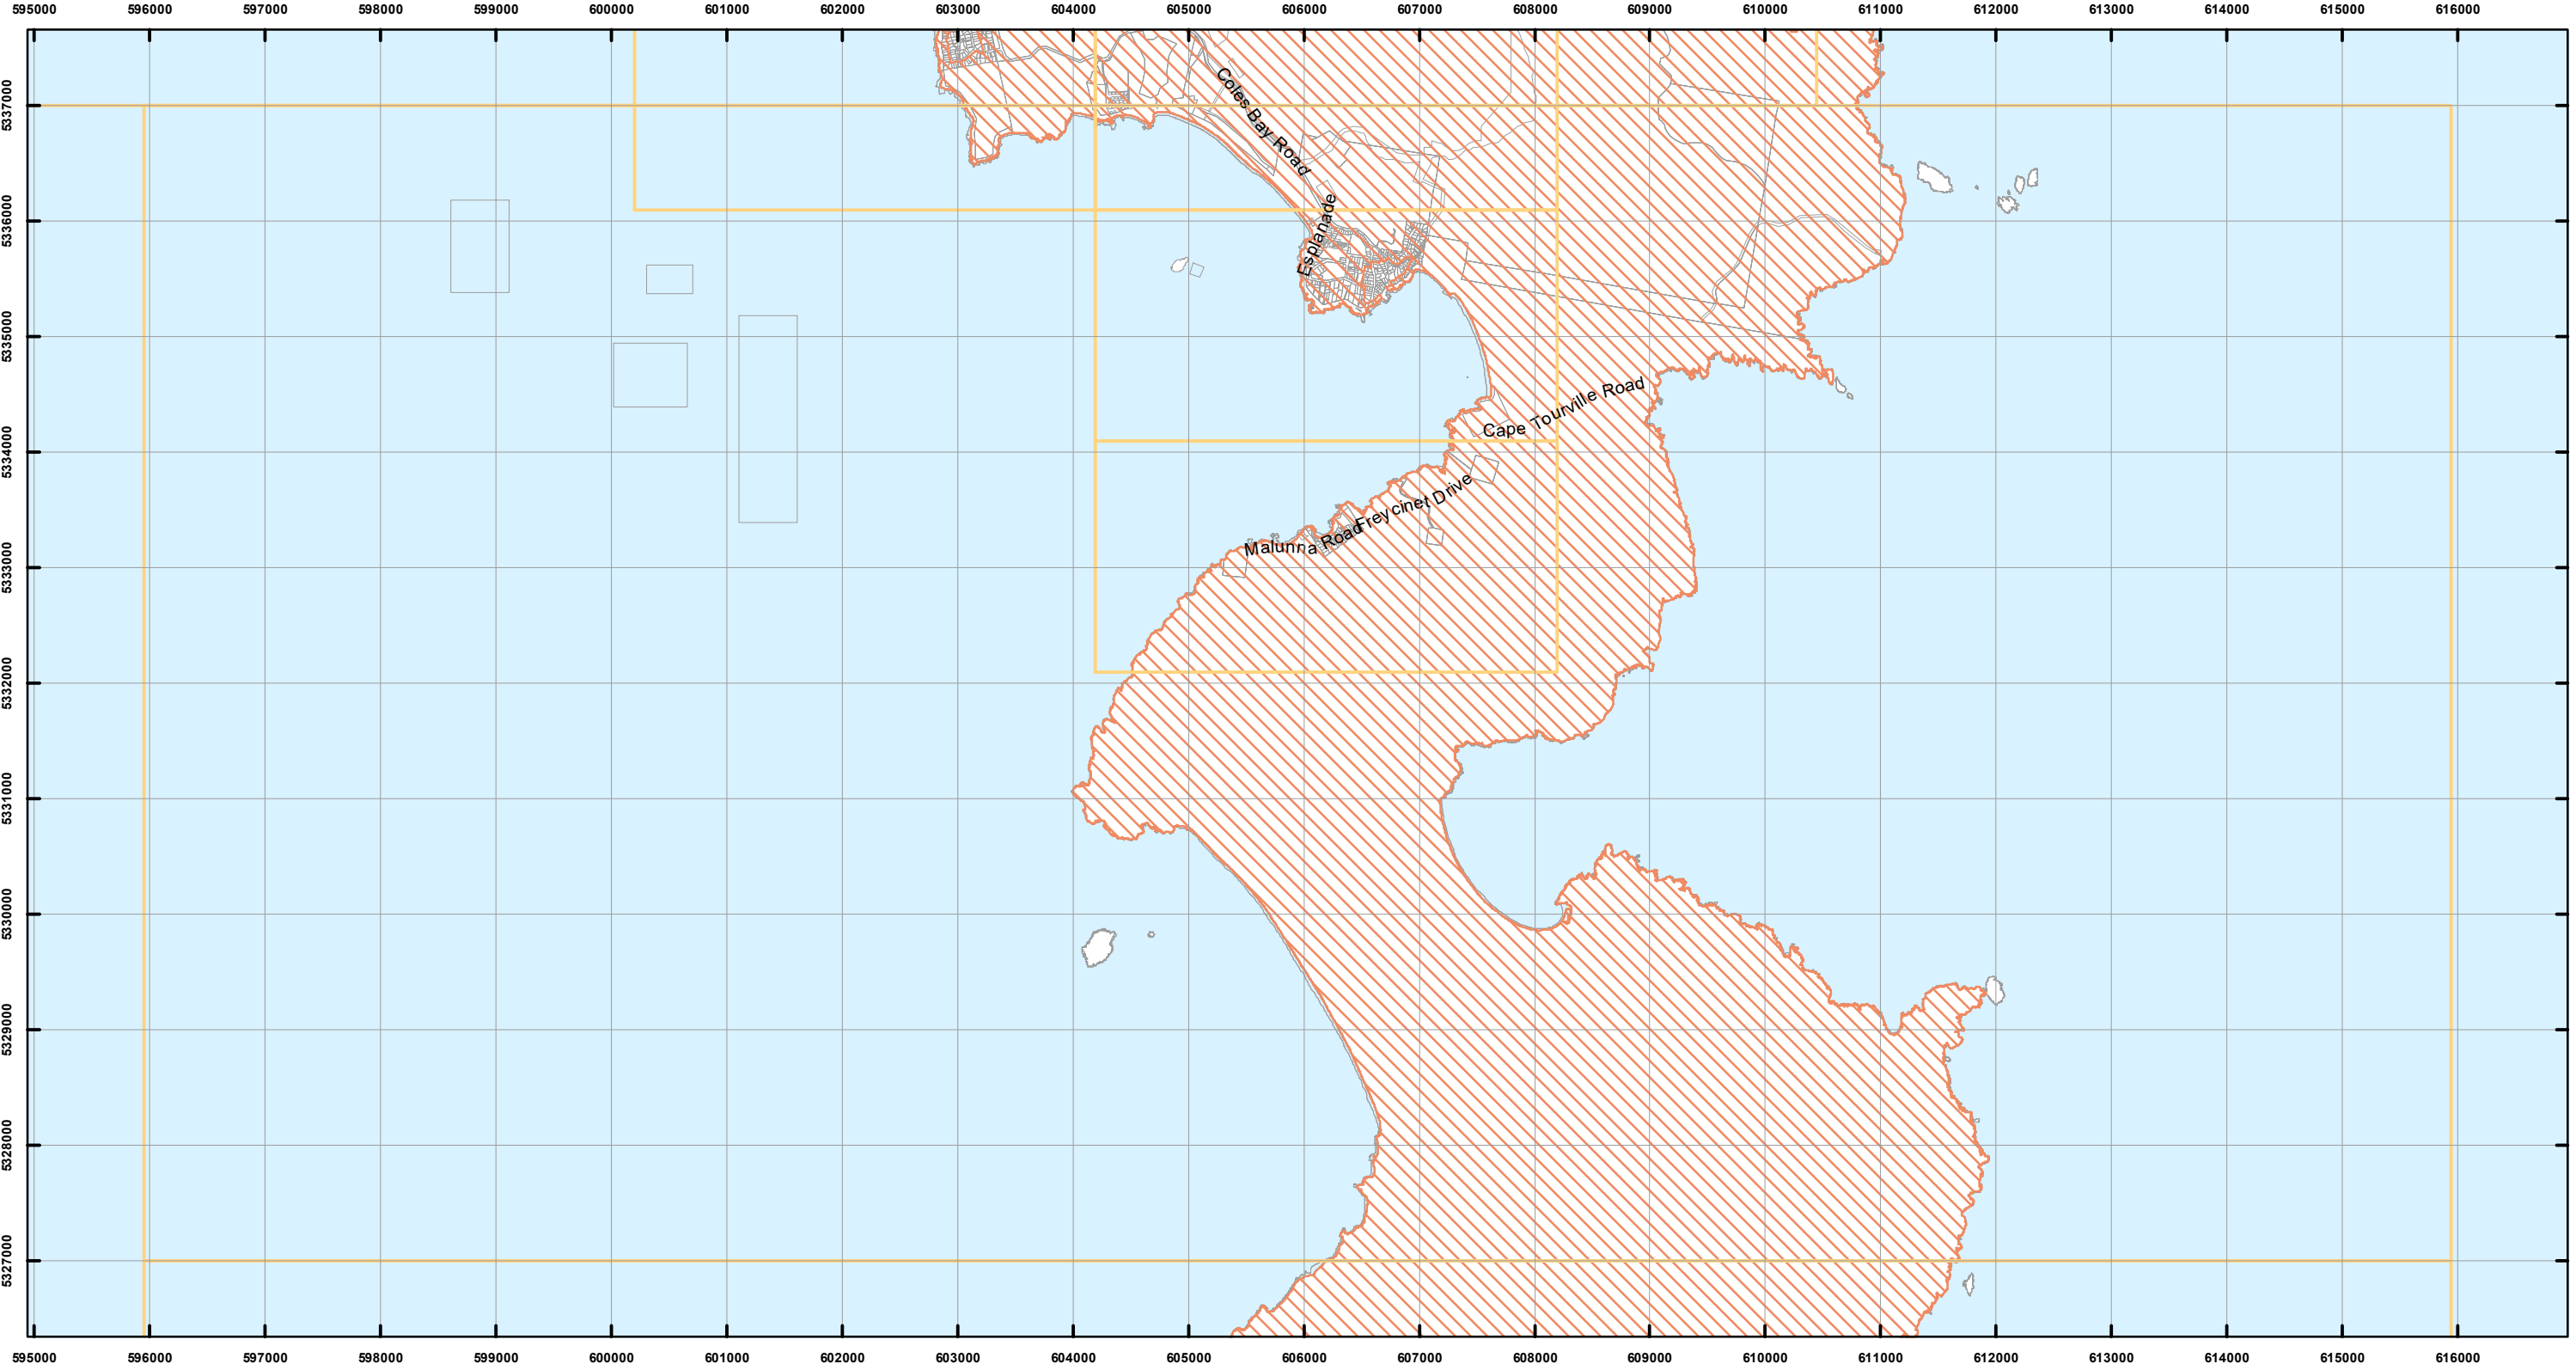 595000 596000 597000 598000 599000 600000 601000 602000 603000 604000 605000 606000 607000 608000 609000 610000 611000 612000 613000 614000 615000 616000
5337000
Coles Bay Road
5336000
Esplanade
5335000
Cape Tourville Road
5334000
Freycinet Drive
Malunna Road
5333000
5332000
5331000
5330000
5329000
5328000
5327000
595000 596000 597000 598000 599000 600000 601000 602000 603000 604000 605000 606000 607000 608000 609000 610000 611000 612000 613000 614000 615000 616000